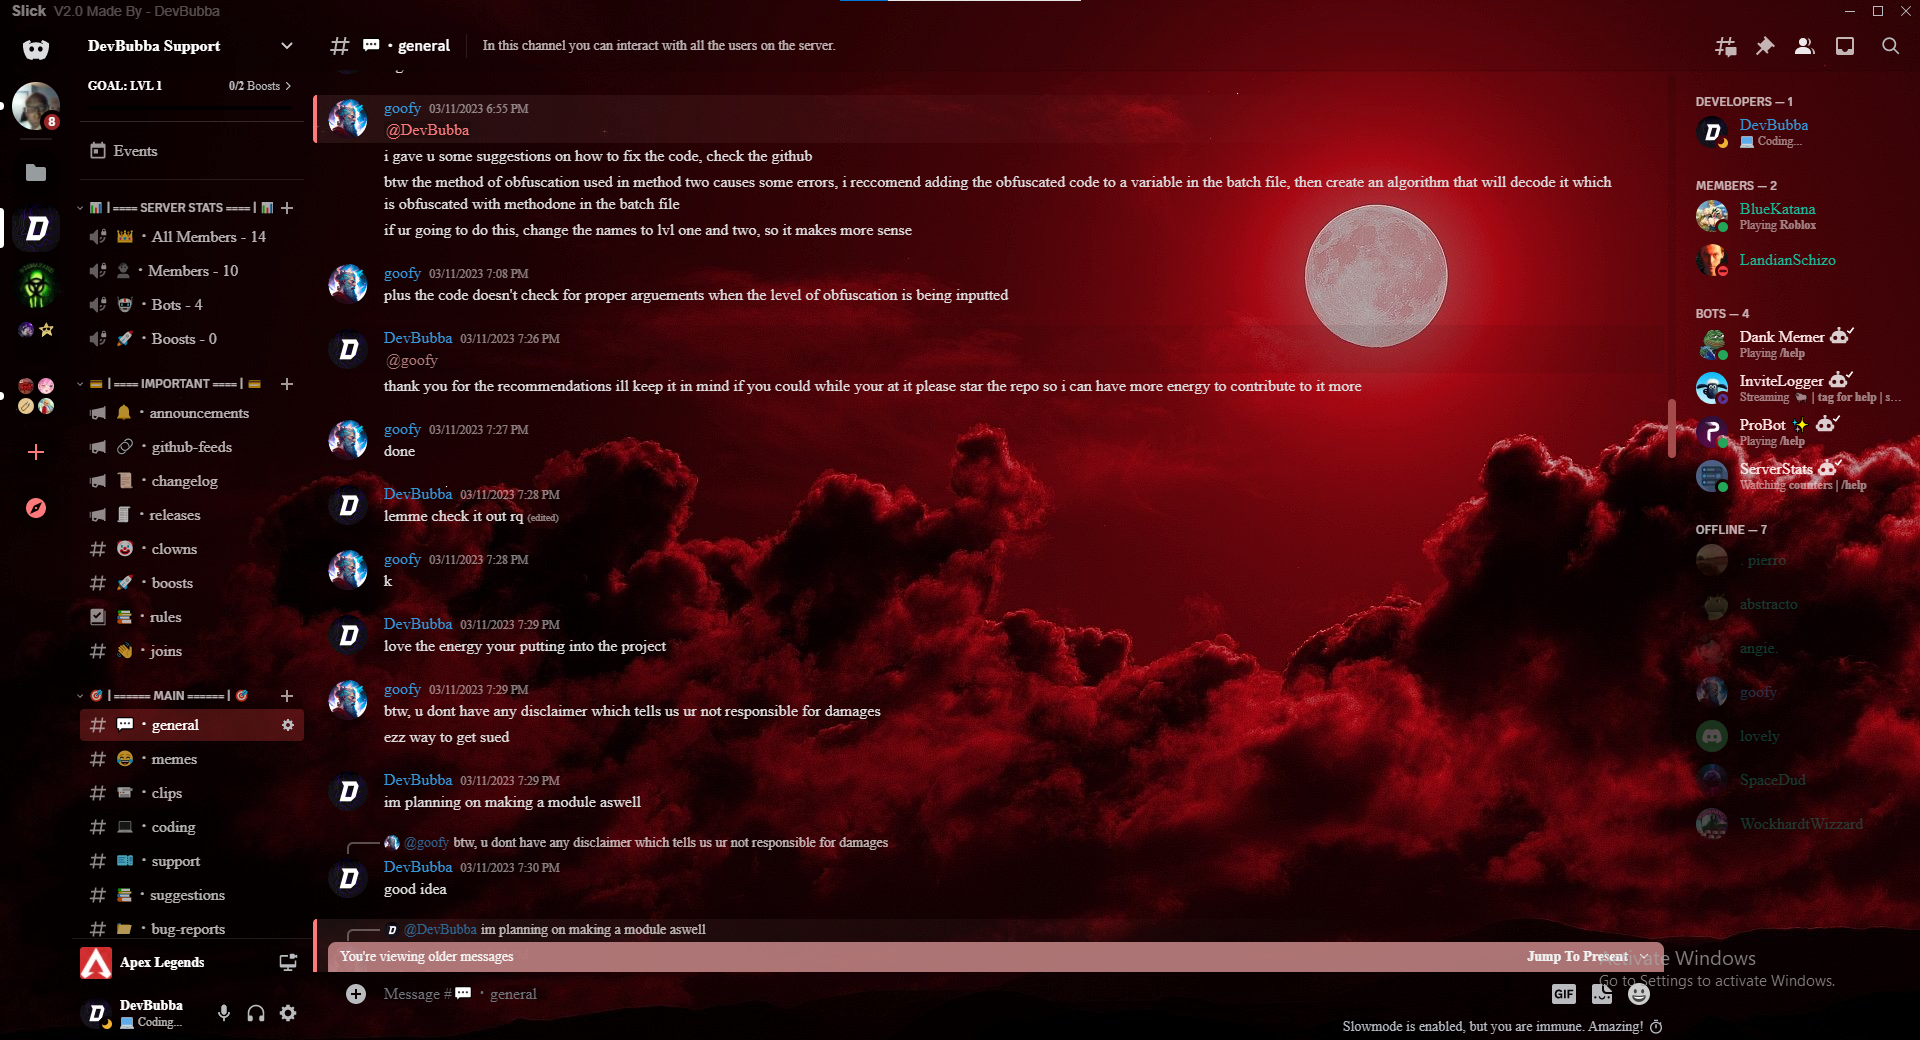 Slick V2.0 Made By - DevBubba
DevBubba Support
GOAL: LVL 1 0/2 Boosts
Events
| ==== SERVER STATS ==== |
· All Members - 14
· Members - 10
· Bots - 4
· Boosts - 0
| ==== IMPORTANT ==== |
· announcements
· github-feeds
· changelog
· releases
· clowns
· boosts
· rules
· joins
| ====== MAIN ====== |
· general
· memes
· clips
· coding
· support
· suggestions
· bug-reports
Apex Legends
DevBubba
Coding...
8
D
# · general In this channel you can interact with all the users on the server.
goofy 03/11/2023 6:55 PM
@DevBubba
i gave u some suggestions on how to fix the code, check the github
btw the method of obfuscation used in method two causes some errors, i reccomend adding the obfuscated code to a variable in the batch file, then create an algorithm that will decode it which
is obfuscated with methodone in the batch file
if ur going to do this, change the names to lvl one and two, so it makes more sense
goofy 03/11/2023 7:08 PM
plus the code doesn't check for proper arguements when the level of obfuscation is being inputted
DevBubba 03/11/2023 7:26 PM
@goofy
thank you for the recommendations ill keep it in mind if you could while your at it please star the repo so i can have more energy to contribute to it more
goofy 03/11/2023 7:27 PM
done
DevBubba 03/11/2023 7:28 PM
lemme check it out rq (edited)
goofy 03/11/2023 7:28 PM
k
DevBubba 03/11/2023 7:29 PM
love the energy your putting into the project
goofy 03/11/2023 7:29 PM
btw, u dont have any disclaimer which tells us ur not responsible for damages
ezz way to get sued
DevBubba 03/11/2023 7:29 PM
im planning on making a module aswell
@goofy btw, u dont have any disclaimer which tells us ur not responsible for damages
DevBubba 03/11/2023 7:30 PM
good idea
@DevBubba im planning on making a module aswell
You're viewing older messages Jump To Present
Message # · general
GIF
Slowmode is enabled, but you are immune. Amazing!
DEVELOPERS — 1
DevBubba
Coding...
MEMBERS — 2
BlueKatana
Playing Roblox
LandianSchizo
BOTS — 4
Dank Memer
Playing /help
InviteLogger
Streaming | tag for help | s...
ProBot ✨
Playing /help
ServerStats
Watching counters | /help
OFFLINE — 7
. pierro
abstracto
angie.
goofy
lovely
SpaceDud
WockhardtWizzard
Activate Windows
Go to Settings to activate Windows.